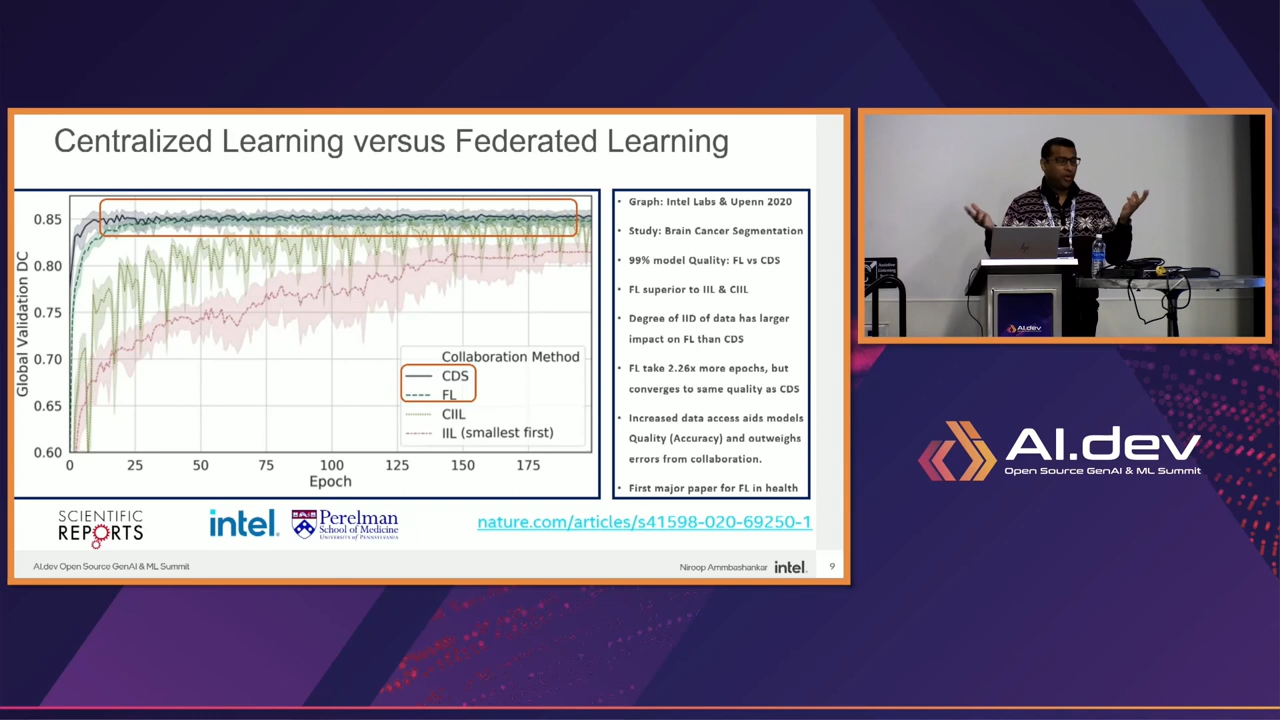 Centralized Learning versus Federated Learning
Global Validation DC
0.85
0.80
0.75
0.70
0.65
0.60
0
25
50
75
100
125
150
175
Epoch
Collaboration Method
CDS
FL
CIIL
IIL (smallest first)
• Graph: Intel Labs & Upenn 2020
• Study: Brain Cancer Segmentation
• 99% model Quality: FL vs CDS
• FL superior to IIL & CIIL
• Degree of IID of data has larger
impact on FL than CDS
• FL take 2.26x more epochs, but
converges to same quality as CDS
• Increased data access aids models
Quality (Accuracy) and outweighs
errors from collaboration.
• First major paper for FL in health
SCIENTIFIC
REPORTS
intel.
Perelman
School of Medicine
UNIVERSITY OF PENNSYLVANIA
nature.com/articles/s41598-020-69250-1
AI.dev Open Source GenAI & ML Summit
Niroop Ammbashankar
intel.
9
hp
AI.dev
AI.dev
Open Source GenAI & ML Summit